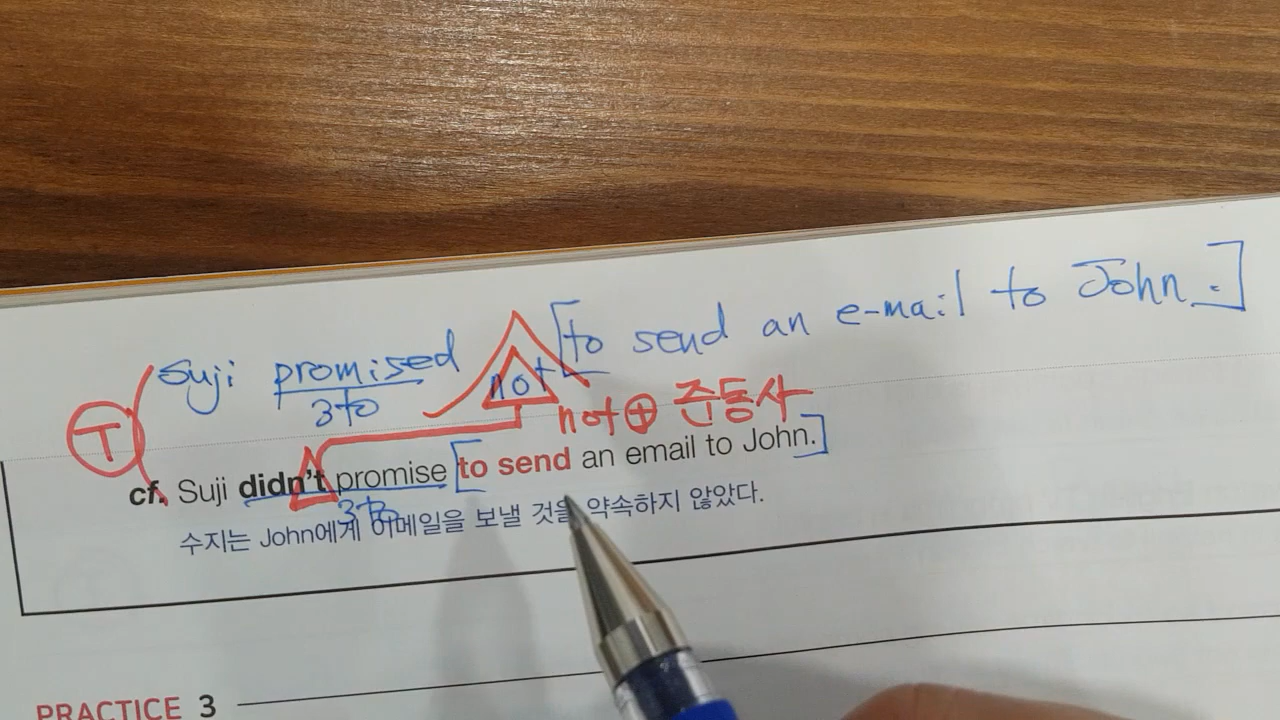 Suji promised not [to send an e-mail to John.]
3to
T
not ⊕ 준동사
cf. Suji didn't promise [to send an email to John.]
3to
수지는 John에게 이메일을 보낼 것을 약속하지 않았다.
PRACTICE 3